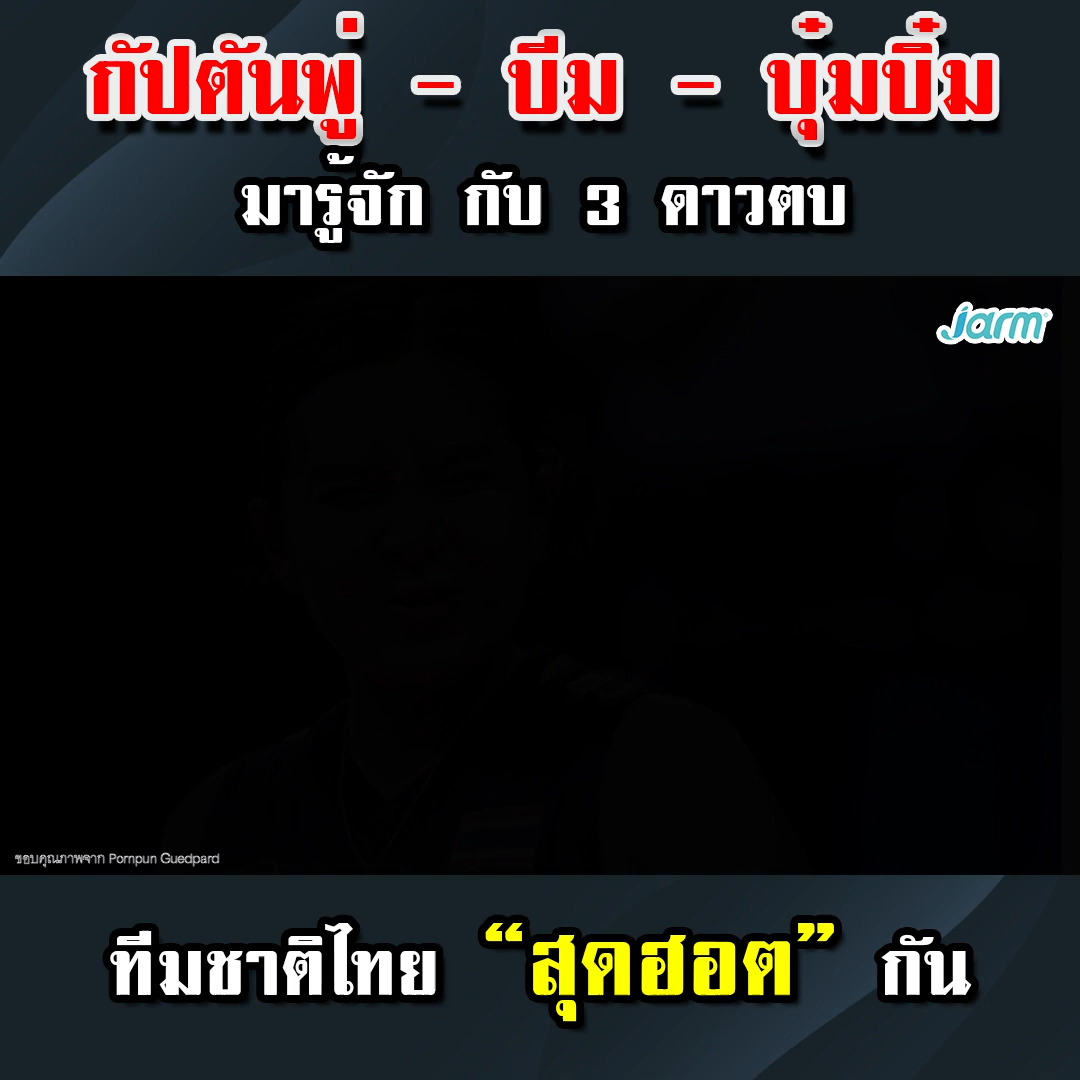 กัปตันพู่ - บีม - บุ๋มบิ๋ม
มารู้จัก กับ 3 ดาวตบ
jarm
ขอบคุณภาพจาก Pornpun Guedpard
ทีมชาติไทย “สุดฮอต” กัน